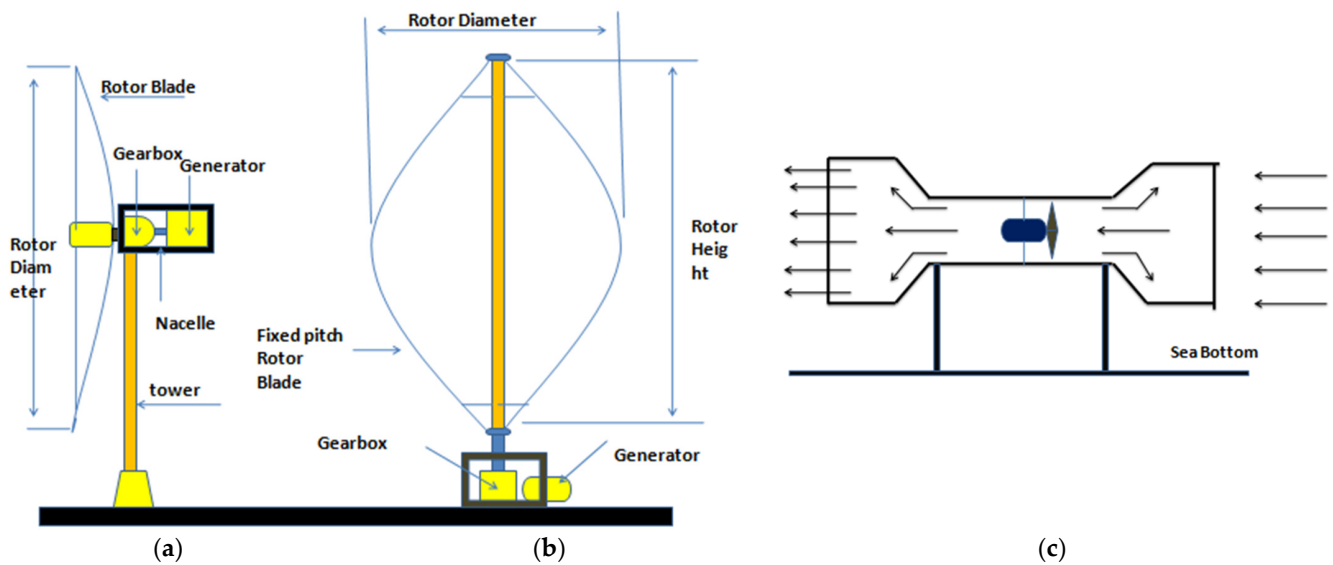 Rotor Blade
Gearbox
Generator
Rotor
Diam
eter
Nacelle
tower
(a)
Rotor Diameter
Rotor
Heig
ht
Fixed pitch
Rotor
Blade
Gearbox
Generator
(b)
Sea Bottom
(c)